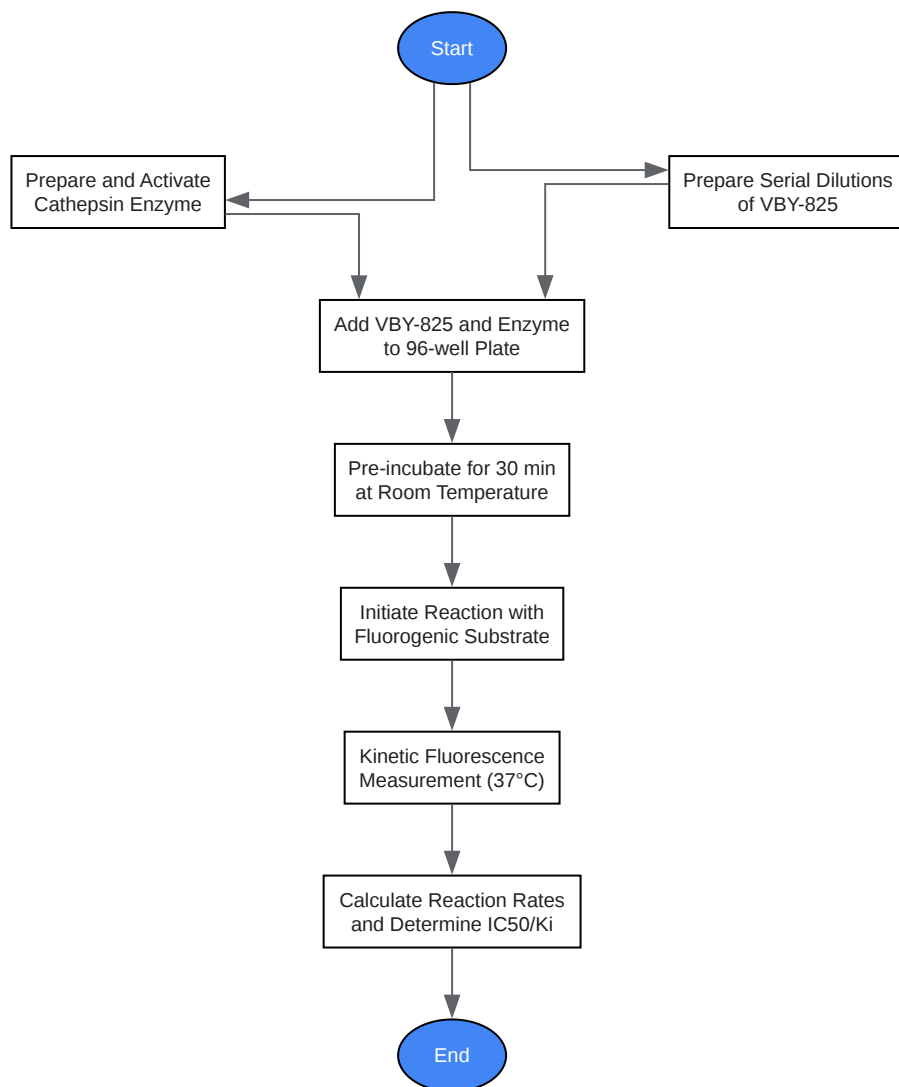 Start
Prepare and Activate
Cathepsin Enzyme
Prepare Serial Dilutions
of VBY-825
Add VBY-825 and Enzyme
to 96-well Plate
Pre-incubate for 30 min
at Room Temperature
Initiate Reaction with
Fluorogenic Substrate
Kinetic Fluorescence
Measurement (37°C)
Calculate Reaction Rates
and Determine IC50/Ki
End